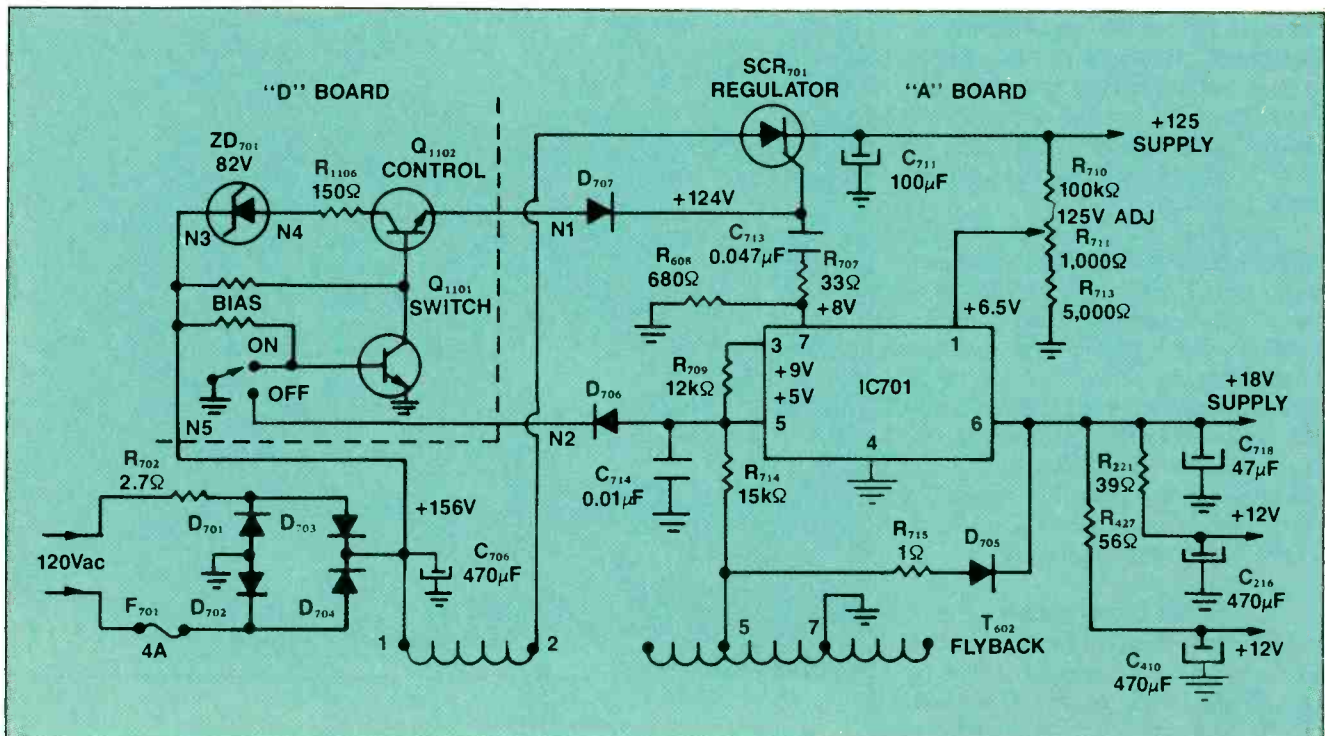 "D" BOARD
SCR701
REGULATOR
"A" BOARD
ZD701
82V
Q1102
CONTROL
R1106
150Ω
D707
+124V
C711
100μF
+125
SUPPLY
R710
100kΩ
N3
N4
N1
C713
0.047μF
125V ADJ
R711
1,000Ω
R608
680Ω
R707
33Ω
R713
5,000Ω
Q1101
SWITCH
+8V
+6.5V
BIAS
ON
OFF
3
7
1
R709
12kΩ
+9V
+5V
IC701
D706
5
6
+18V
SUPPLY
N5
N2
4
R702
2.7Ω
C714
0.01μF
R714
15kΩ
R221
39Ω
C718
47μF
+156V
D701
D703
120Vac
C706
470μF
R715
1Ω
D705
R427
56Ω
+12V
C216
470μF
D702
D704
F701
4A
1
2
5
7
T602
FLYBACK
+12V
C410
470μF